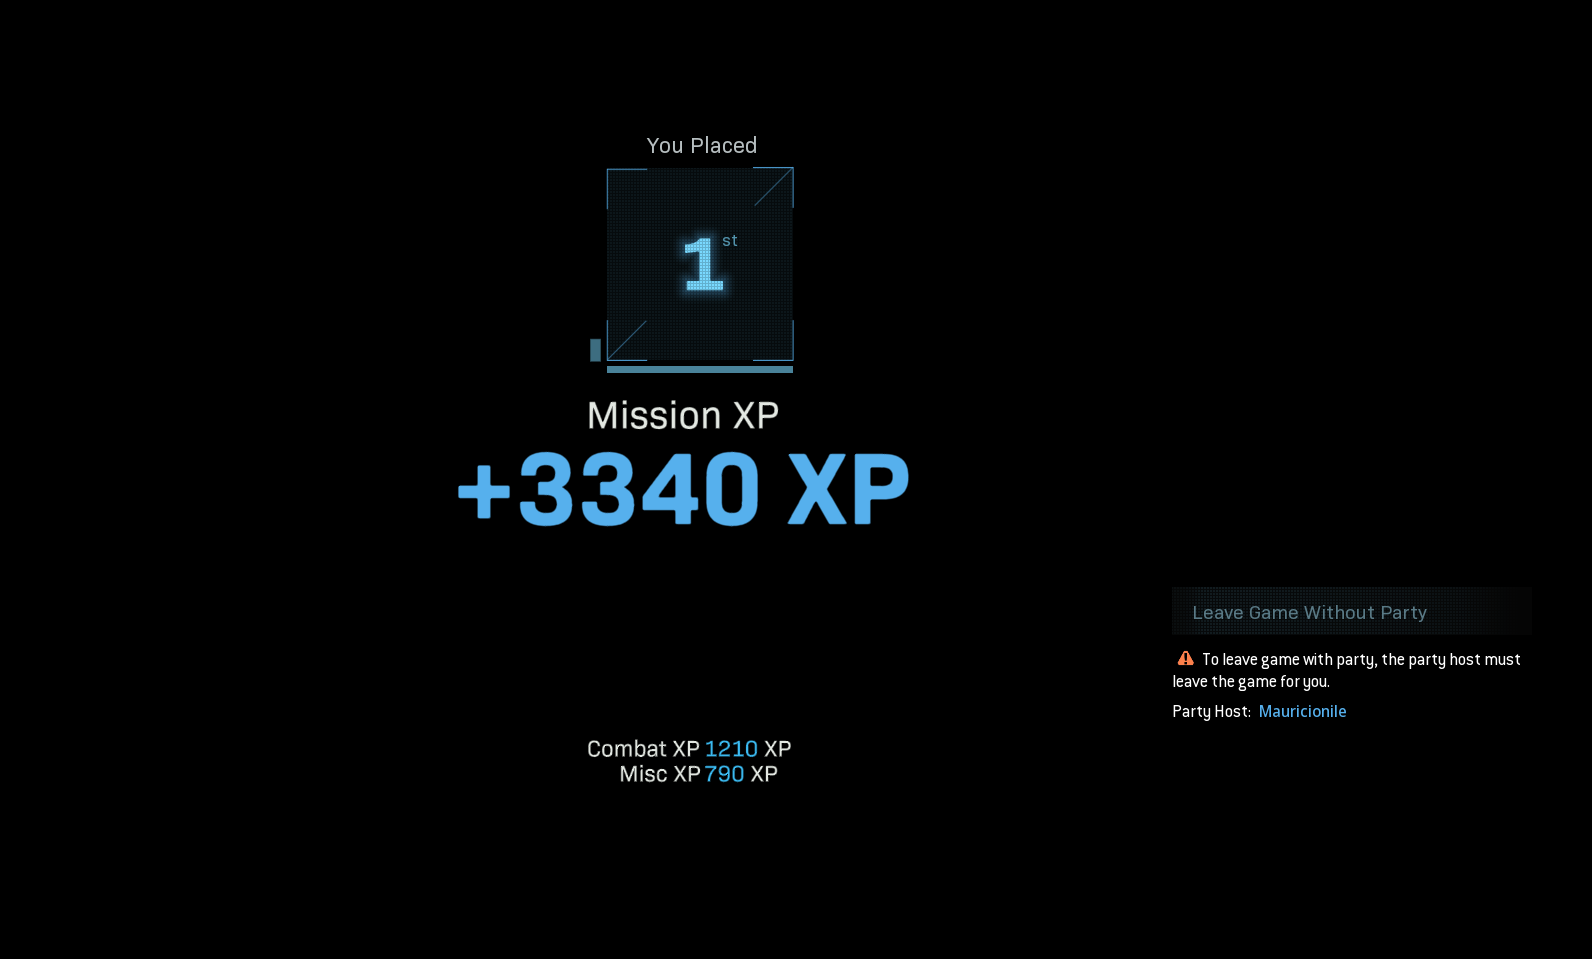 You Placed
1st
Mission XP
+3340 XP
Leave Game Without Party
To leave game with party, the party host must
leave the game for you.
Party Host: Mauricionile
Combat XP 1210 XP
Misc XP 790 XP